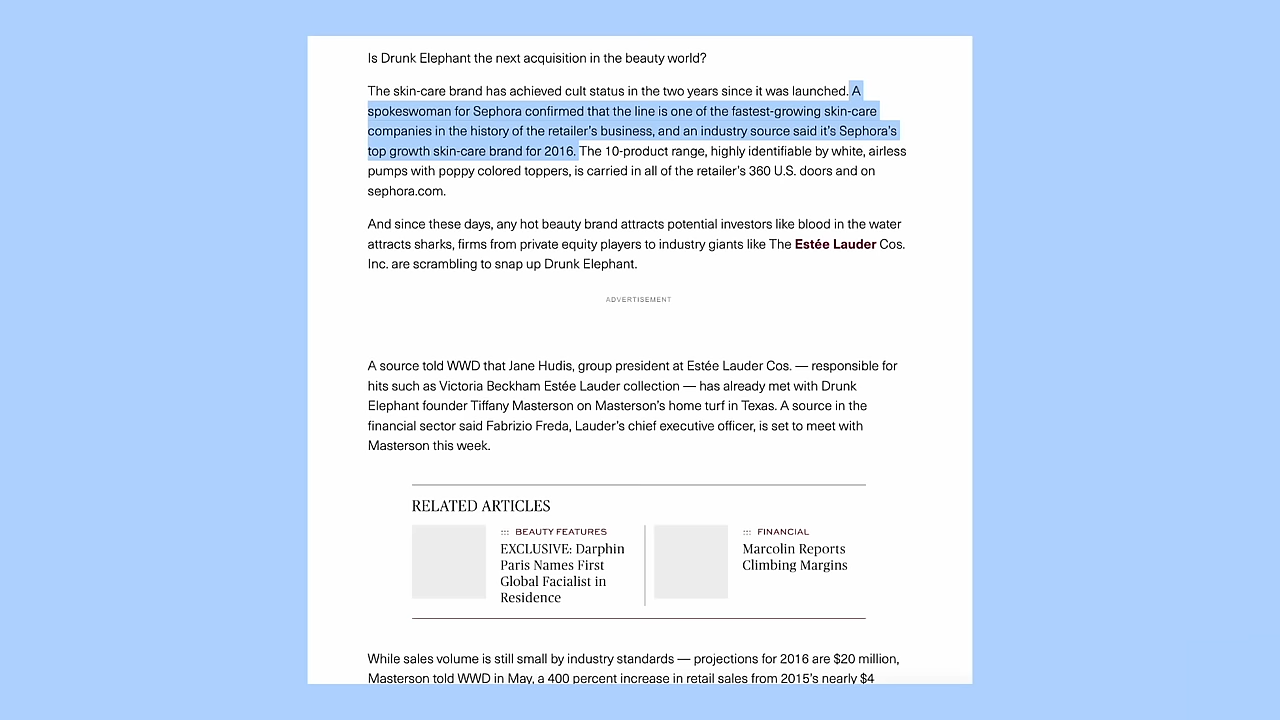 Is Drunk Elephant the next acquisition in the beauty world?
The skin-care brand has achieved cult status in the two years since it was launched. A
spokeswoman for Sephora confirmed that the line is one of the fastest-growing skin-care
companies in the history of the retailer’s business, and an industry source said it’s Sephora’s
top growth skin-care brand for 2016. The 10-product range, highly identifiable by white, airless
pumps with poppy colored toppers, is carried in all of the retailer’s 360 U.S. doors and on
sephora.com.
And since these days, any hot beauty brand attracts potential investors like blood in the water
attracts sharks, firms from private equity players to industry giants like The Estée Lauder Cos.
Inc. are scrambling to snap up Drunk Elephant.
ADVERTISEMENT
A source told WWD that Jane Hudis, group president at Estée Lauder Cos. — responsible for
hits such as Victoria Beckham Estée Lauder collection — has already met with Drunk
Elephant founder Tiffany Masterson on Masterson’s home turf in Texas. A source in the
financial sector said Fabrizio Freda, Lauder’s chief executive officer, is set to meet with
Masterson this week.
RELATED ARTICLES
::: BEAUTY FEATURES
EXCLUSIVE: Darphin
Paris Names First
Global Facialist in
Residence
::: FINANCIAL
Marcolin Reports
Climbing Margins
While sales volume is still small by industry standards — projections for 2016 are $20 million,
Masterson told WWD in May, a 400 percent increase in retail sales from 2015’s nearly $4